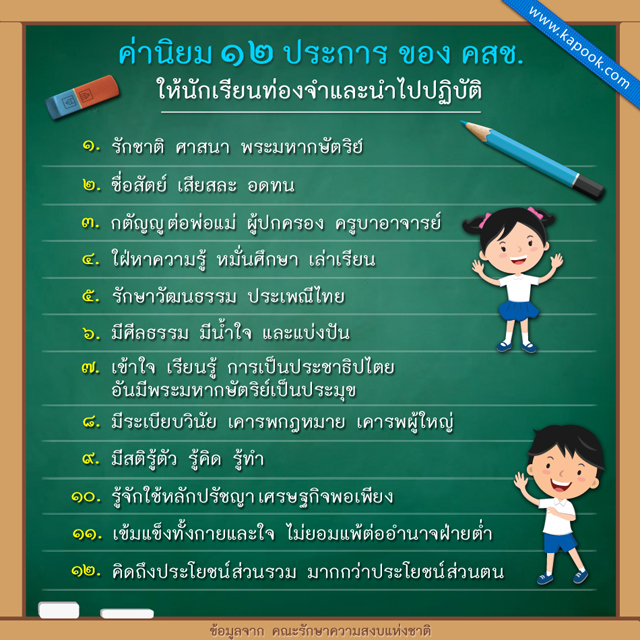 www.kapook.com
ค่านิยม ๑๒ ประการ ของ คสช.
ให้นักเรียนท่องจำและนำไปปฏิบัติ
๑. รักชาติ ศาสนา พระมหากษัตริย์
๒. ซื่อสัตย์ เสียสละ อดทน
๓. กตัญญูต่อพ่อแม่ ผู้ปกครอง ครูบาอาจารย์
๔. ใฝ่หาความรู้ หมั่นศึกษา เล่าเรียน
๕. รักษาวัฒนธรรม ประเพณีไทย
๖. มีศีลธรรม มีน้ำใจ และแบ่งปัน
๗. เข้าใจ เรียนรู้ การเป็นประชาธิปไตย
อันมีพระมหากษัตริย์เป็นประมุข
๘. มีระเบียบวินัย เคารพกฎหมาย เคารพผู้ใหญ่
๙. มีสติรู้ตัว รู้คิด รู้ทำ
๑๐. รู้จักใช้หลักปรัชญาเศรษฐกิจพอเพียง
๑๑. เข้มแข็งทั้งกายและใจ ไม่ยอมแพ้ต่ออำนาจฝ่ายต่ำ
๑๒. คิดถึงประโยชน์ส่วนรวม มากกว่าประโยชน์ส่วนตน
ข้อมูลจาก คณะรักษาความสงบแห่งชาติ